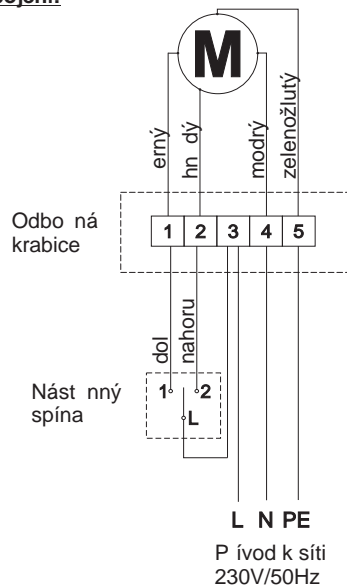 M
erný
hn dý
modrý
zelenožlutý
Odbo ná
krabice
1 2 3 4 5
dol
nahoru
Nást nný
spína
1 2
L
L N PE
P ívod k síti
230V/50Hz